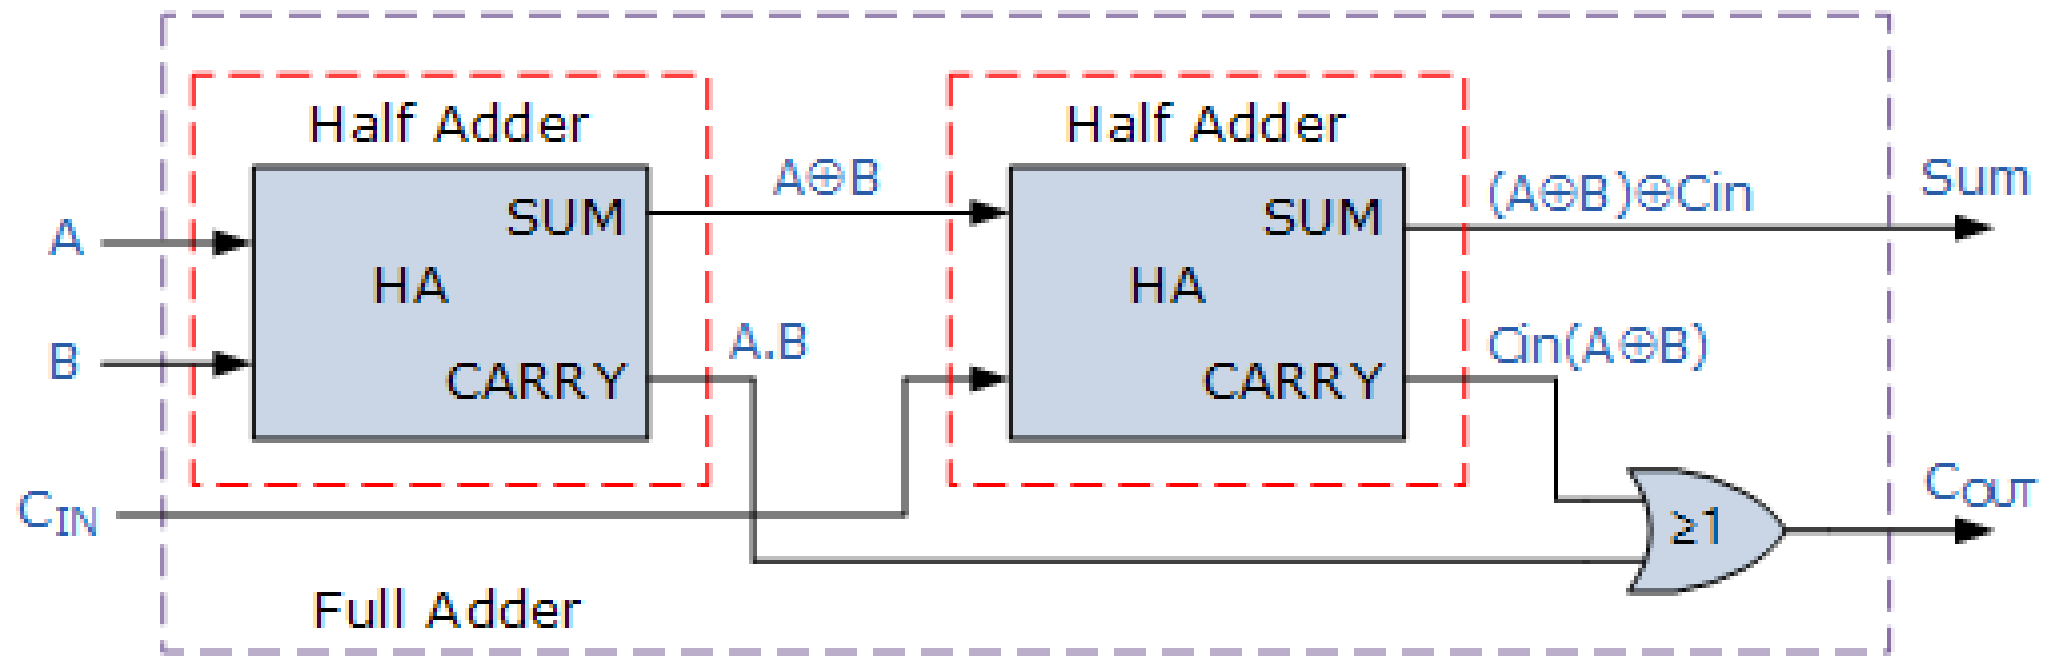 Half Adder
Half Adder
A⊕B
(A⊕B)⊕Cin
Sum
SUM
SUM
A
HA
HA
B
A.B
Cin(A⊕B)
CARRY
CARRY
CIN
COUT
≥1
Full Adder